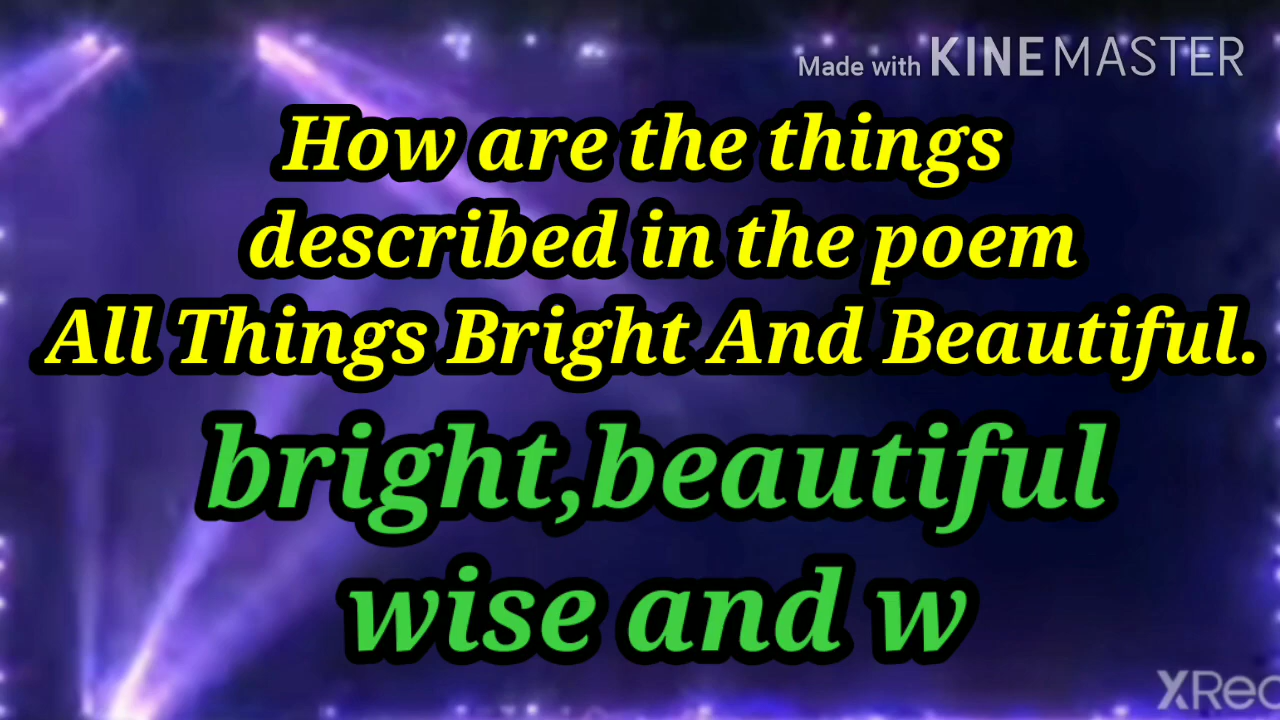 Made with KINEMASTER
How are the things
described in the poem
All Things Bright And Beautiful.
bright,beautiful
wise and w
XRec